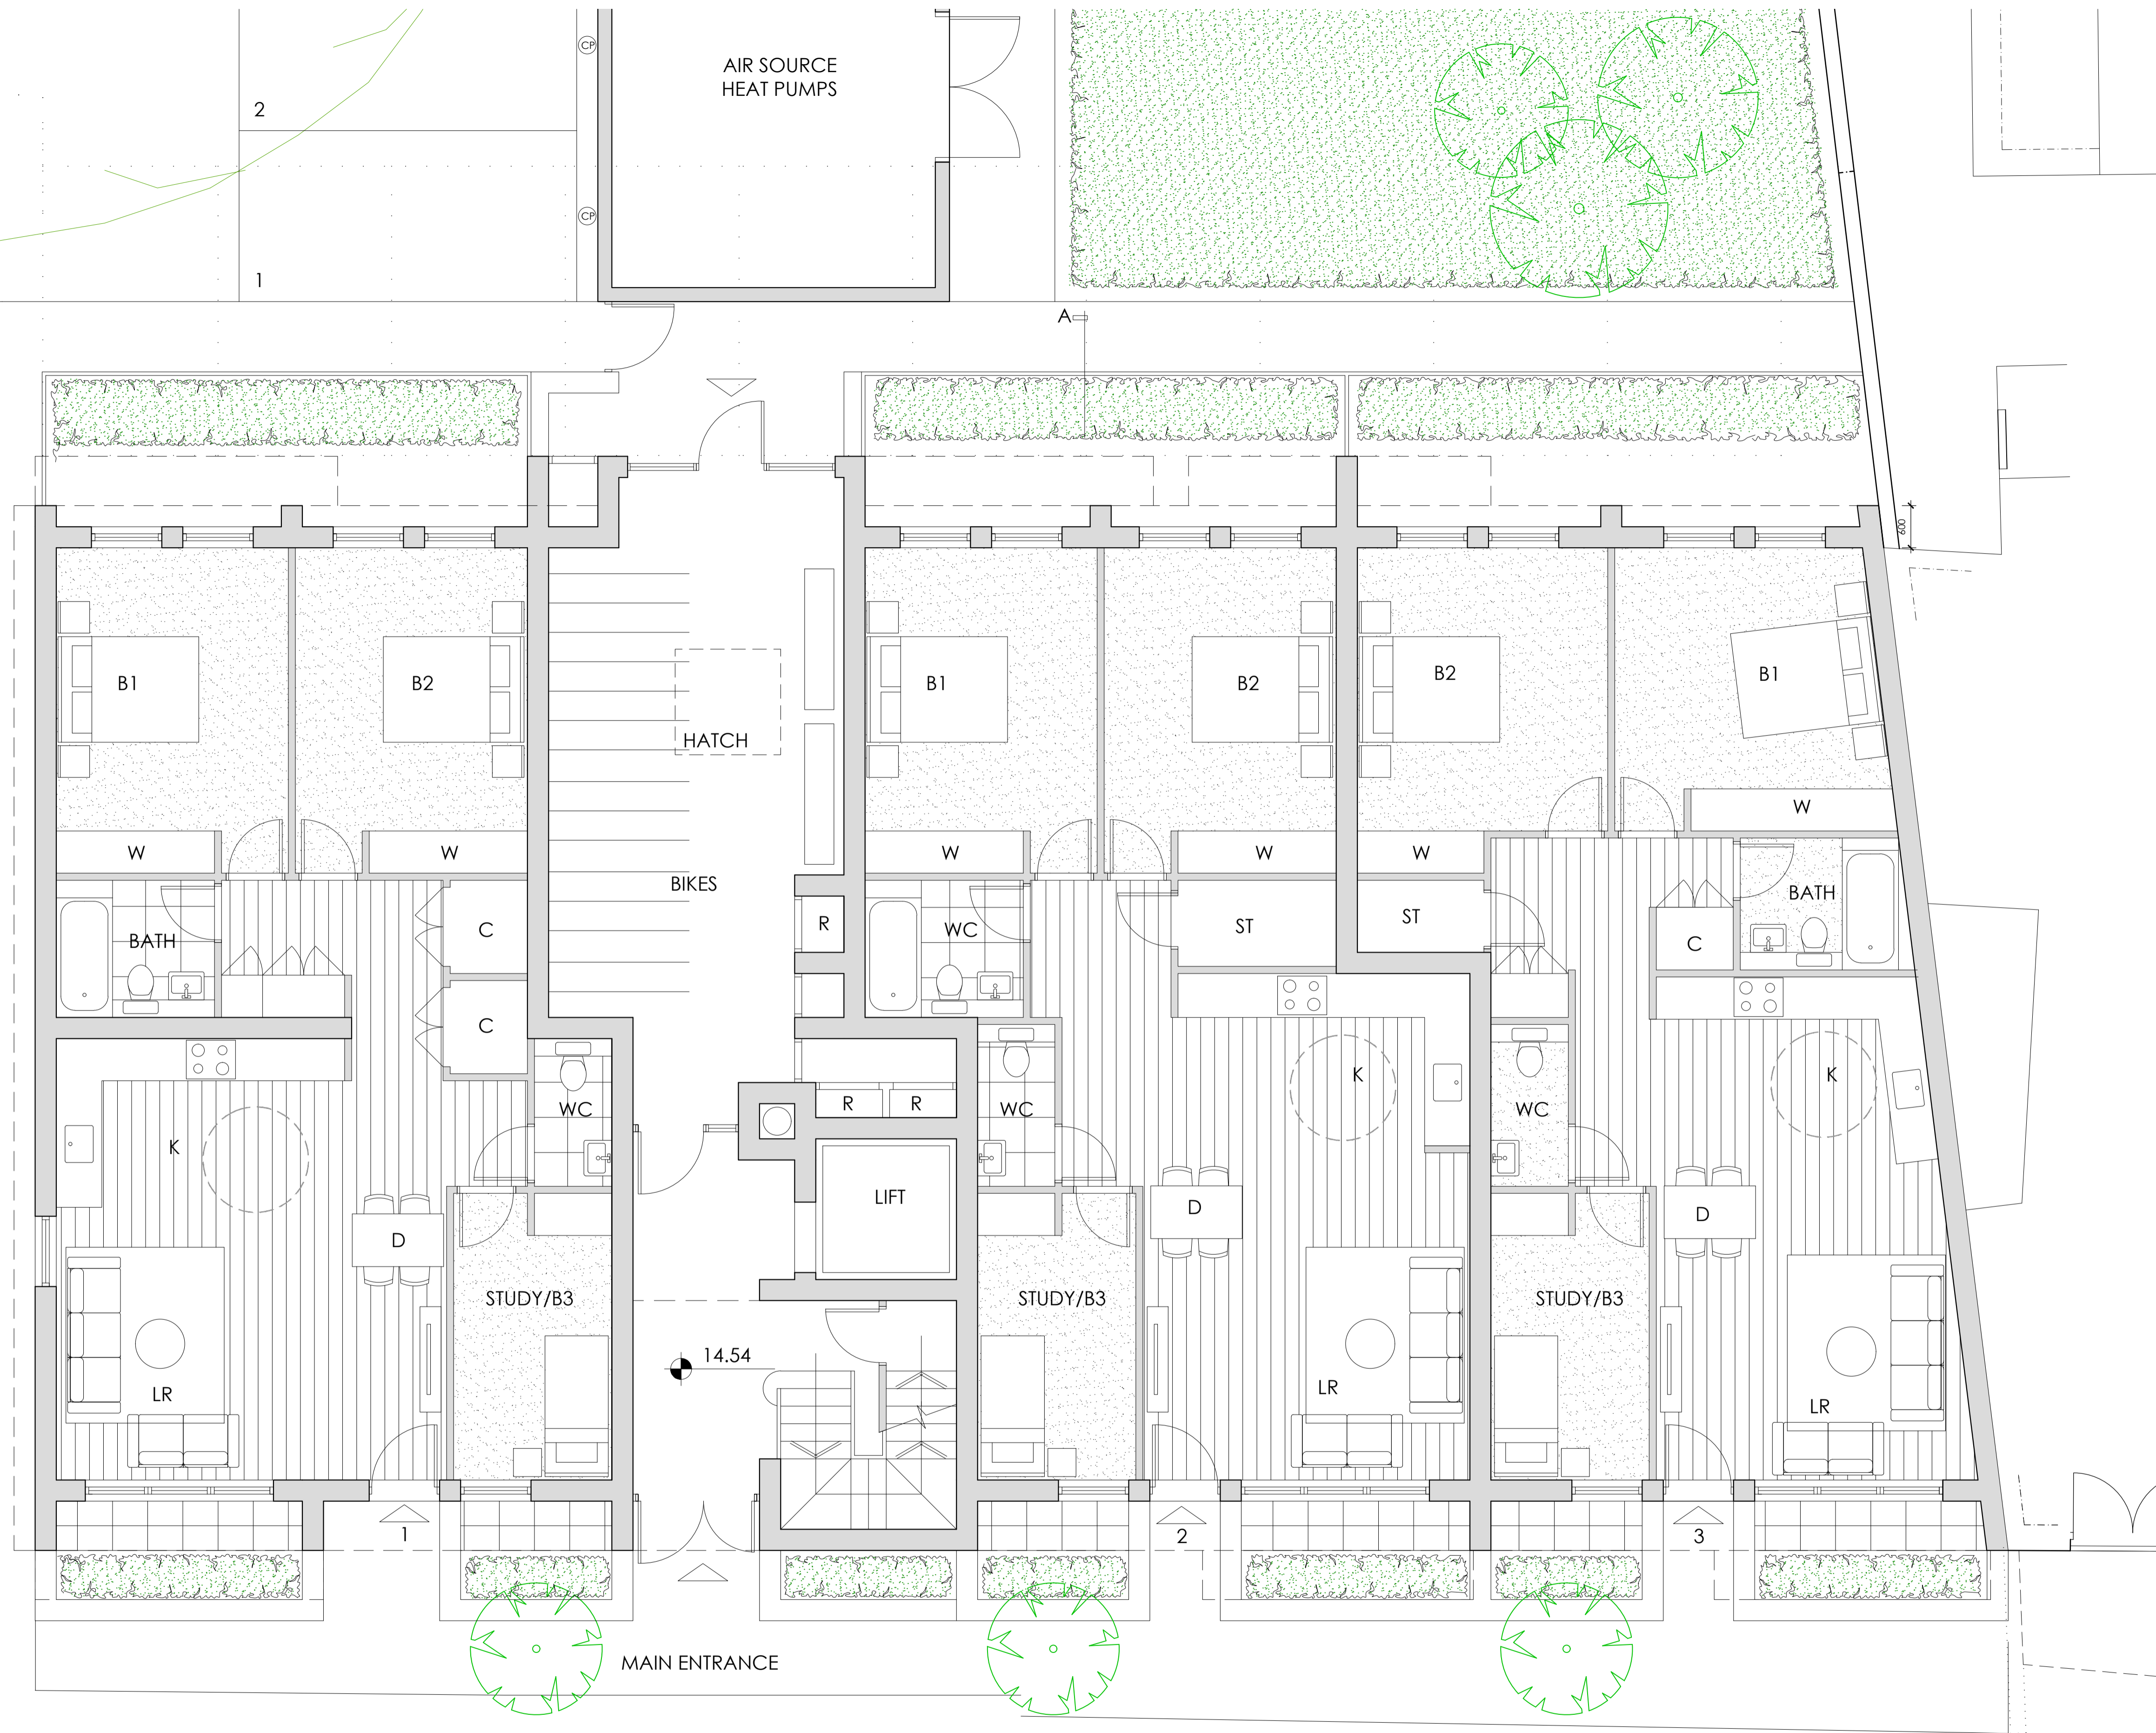 AIR SOURCE
HEAT PUMPS
CP
2
CP
1
A
600
B1
B2
B1
B2
B2
B1
HATCH
W
W
W
W
W
W
BIKES
BATH
C
R
WC
ST
ST
C
BATH
C
K
WC
R
R
WC
K
WC
K
D
LIFT
D
D
STUDY/B3
STUDY/B3
STUDY/B3
14.54
LR
LR
LR
1
2
3
MAIN ENTRANCE